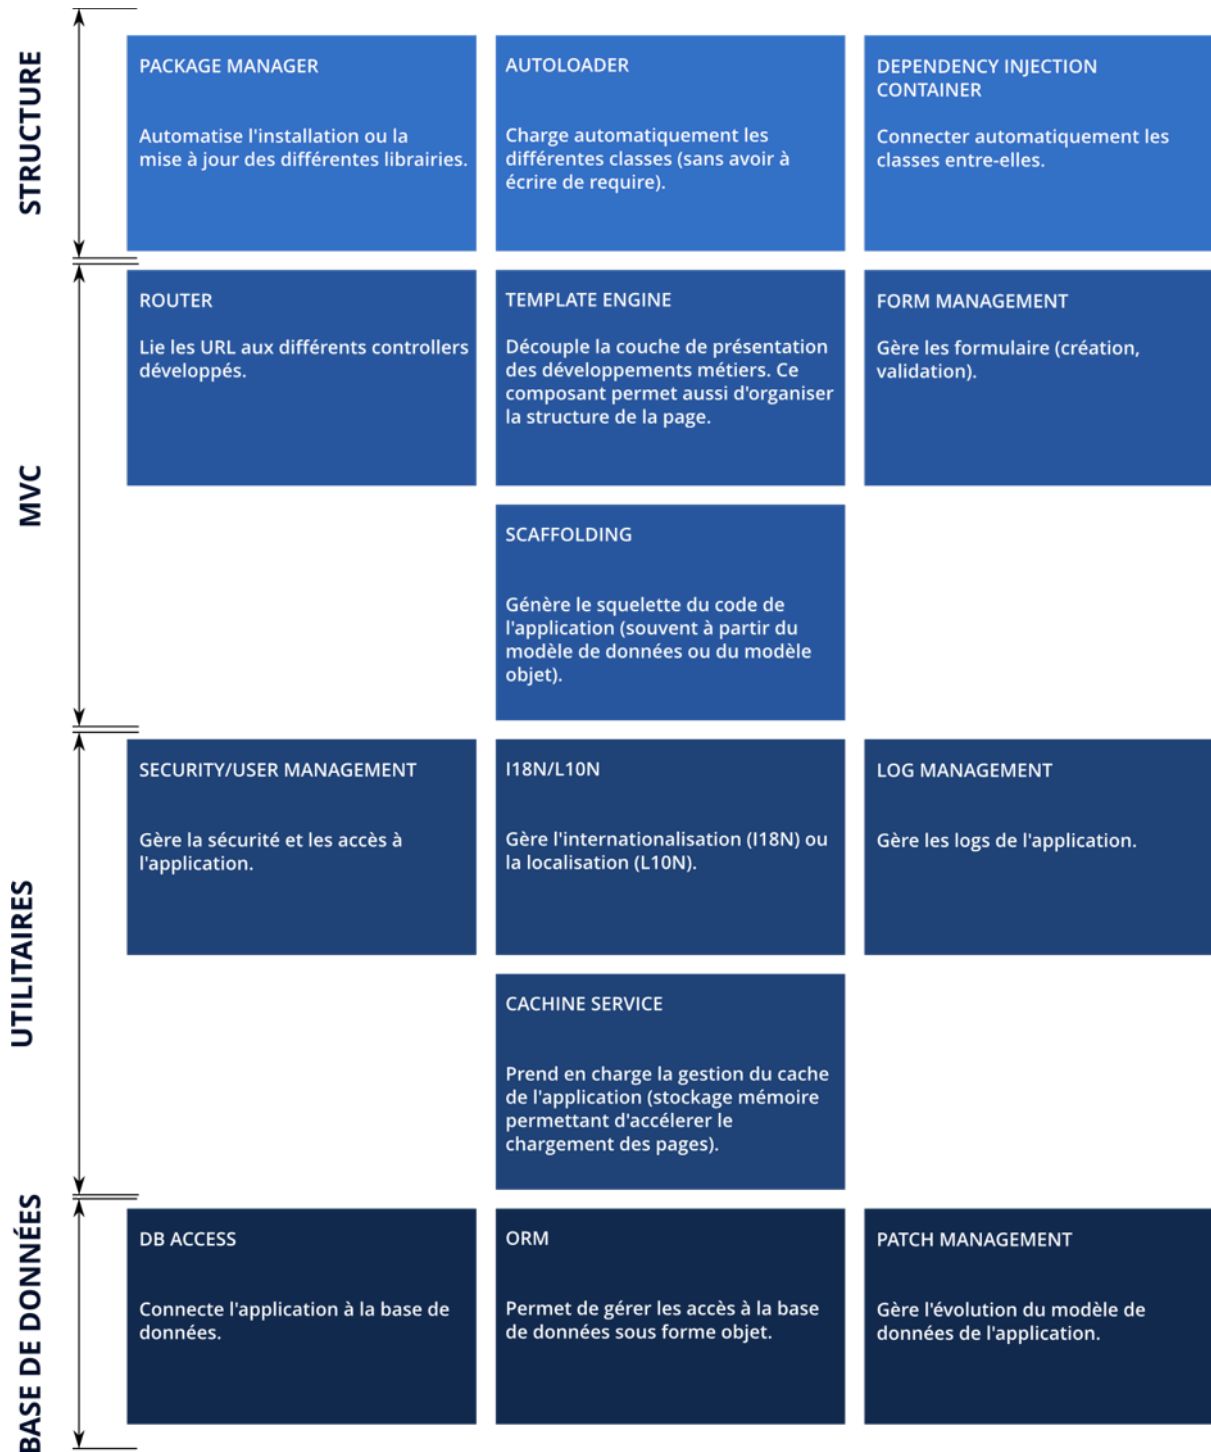 STRUCTURE
PACKAGE MANAGER
Automatise l'installation ou la
mise à jour des différentes librairies.
AUTOLOADER
Charge automatiquement les
différentes classes (sans avoir à
écrire de require).
DEPENDENCY INJECTION
CONTAINER
Connecter automatiquement les
classes entre-elles.
MVC
ROUTER
Lie les URL aux différents controllers
développés.
TEMPLATE ENGINE
Découple la couche de présentation
des développements métiers. Ce
composant permet aussi d'organiser
la structure de la page.
FORM MANAGEMENT
Gère les formulaire (création,
validation).
SCAFFOLDING
Génère le squelette du code de
l'application (souvent à partir du
modèle de données ou du modèle
objet).
UTILITAIRES
SECURITY/USER MANAGEMENT
Gère la sécurité et les accès à
l'application.
I18N/L10N
Gère l'internationalisation (I18N) ou
la localisation (L10N).
LOG MANAGEMENT
Gère les logs de l'application.
CACHINE SERVICE
Prend en charge la gestion du cache
de l'application (stockage mémoire
permettant d'accélerer le
chargement des pages).
BASE DE DONNÉES
DB ACCESS
Connecte l'application à la base de
données.
ORM
Permet de gérer les accès à la base
de données sous forme objet.
PATCH MANAGEMENT
Gère l'évolution du modèle de
données de l'application.